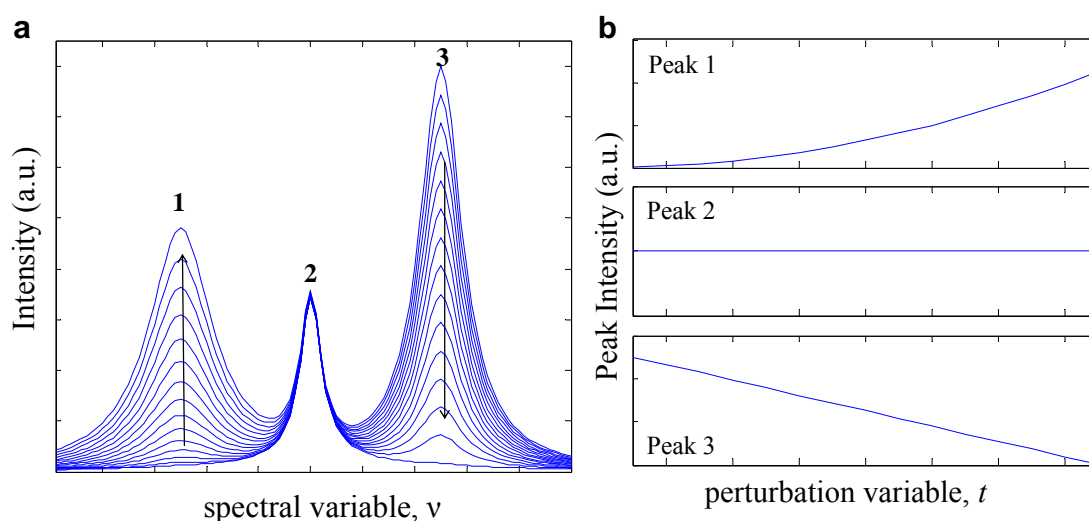 a
Intensity (a.u.)
1
2
3
spectral variable, ν
b
Peak Intensity (a.u.)
Peak 1
Peak 2
Peak 3
perturbation variable, t